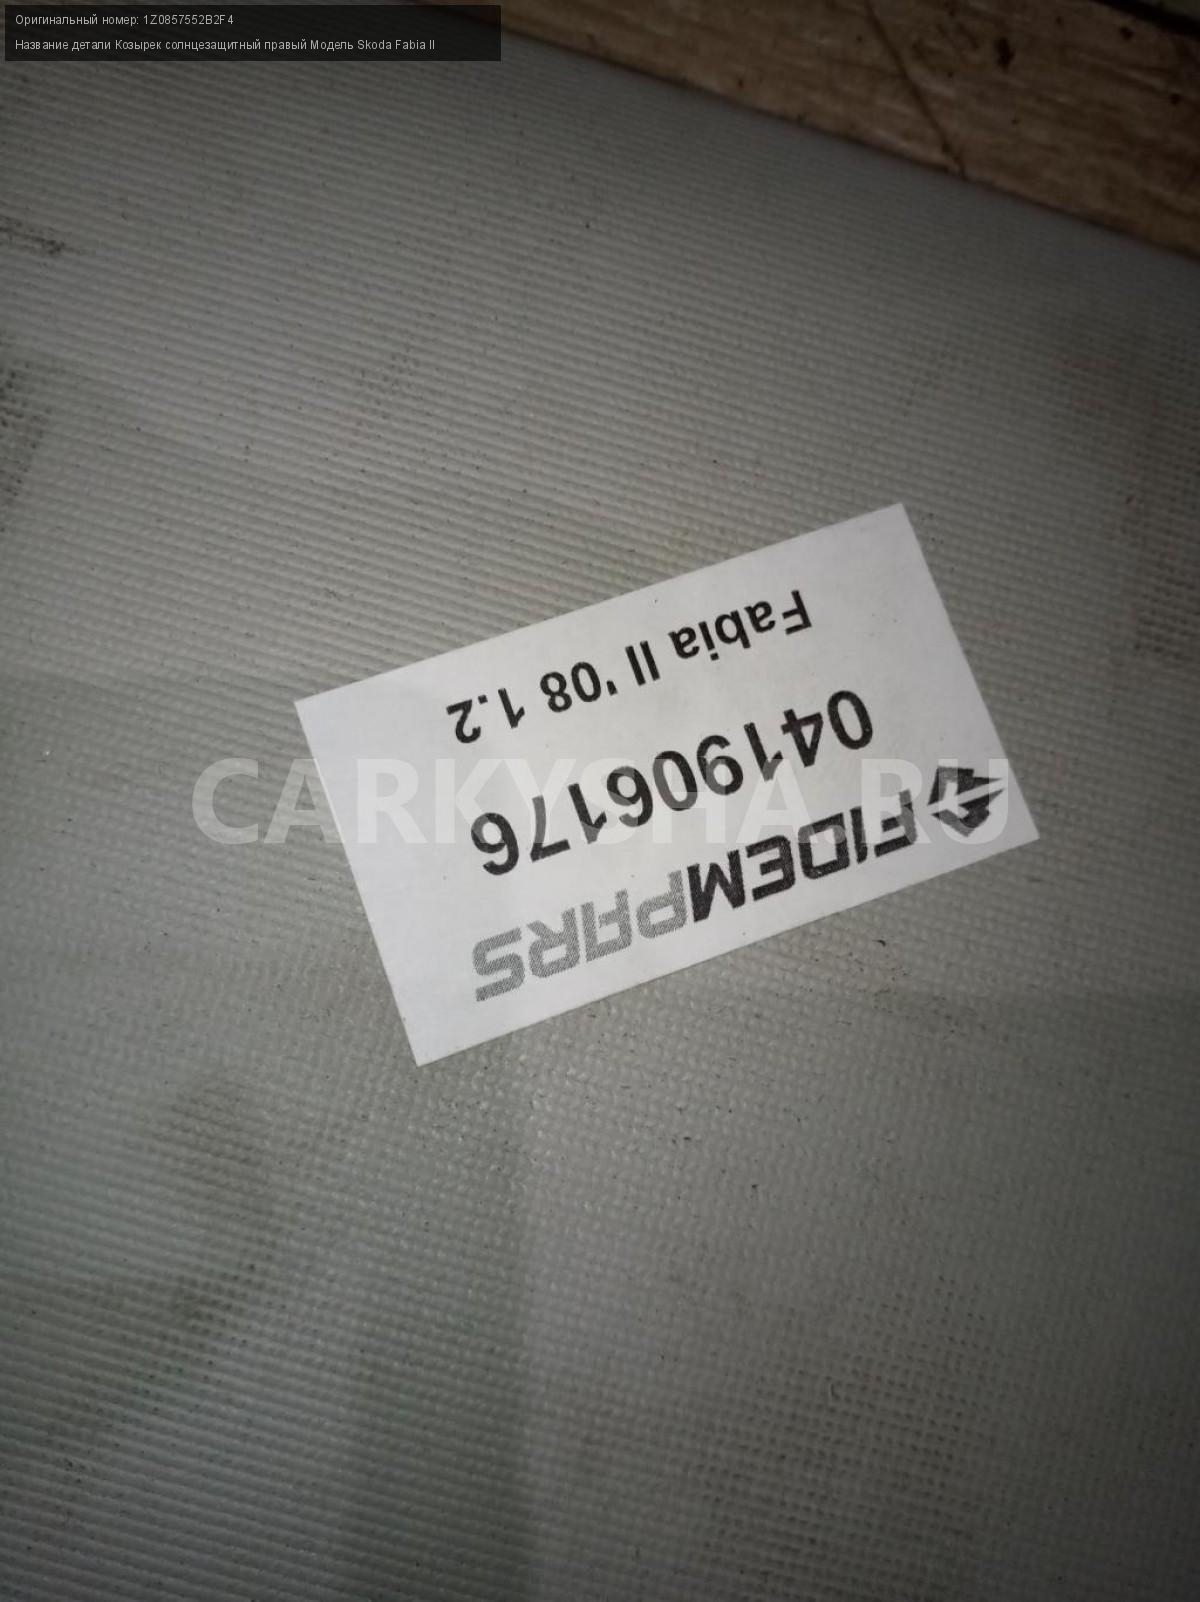 Оригинальный номер: 1Z0857552B2F4
Название детали Козырек солнцезащитный правый Модель Skoda Fabia II
FIDEMPARS
041906176
Fabia II '08 1.2
CARKYSHA.RU